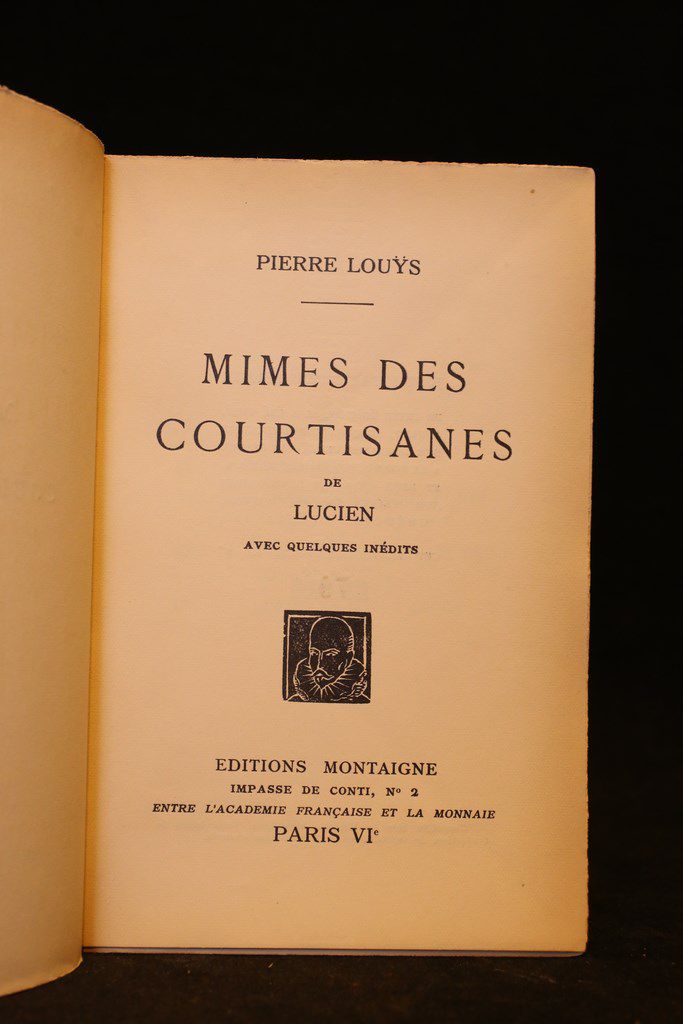 PIERRE LOUŸS
MIMES DES
COURTISANES
DE
LUCIEN
AVEC QUELQUES INÉDITS
EDITIONS MONTAIGNE
IMPASSE DE CONTI, Nº 2
ENTRE L'ACADEMIE FRANÇAISE ET LA MONNAIE
PARIS VIᵉ